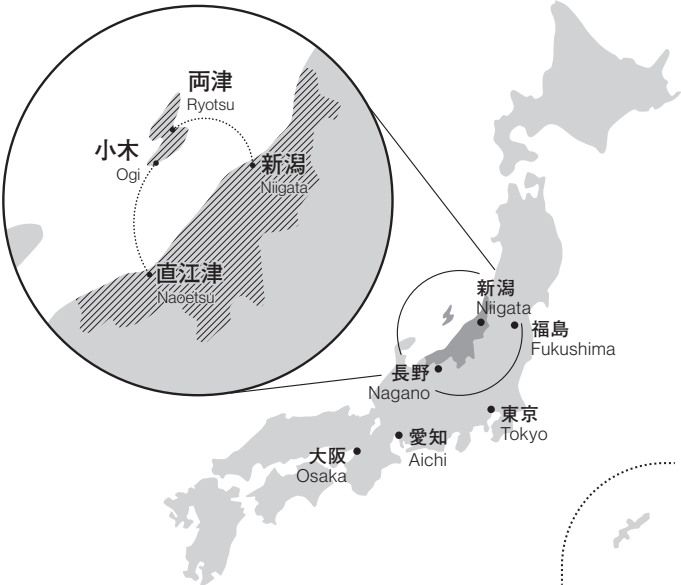 両津
Ryotsu
小木
Ogi
新潟
Niigata
直江津
Naoetsu
新潟
Niigata
福島
Fukushima
長野
Nagano
東京
Tokyo
愛知
Aichi
大阪
Osaka